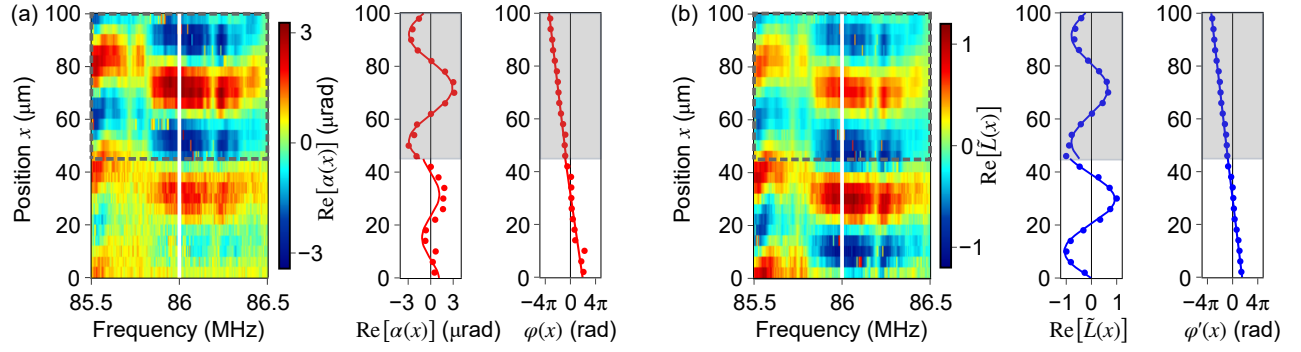 (a)
Position x (μm)
100
80
60
40
20
0
85.5 86 86.5
Frequency (MHz)
3
0
−3
Re[α(x)] (μrad)
100
80
60
40
20
0
−3 0 3
Re[α(x)] (μrad)
100
80
60
40
20
0
−4π 0 4π
φ(x) (rad)
(b)
Position x (μm)
100
80
60
40
20
0
85.5 86 86.5
Frequency (MHz)
1
0
−1
Re[L̃(x)]
100
80
60
40
20
0
−1 0 1
Re[L̃(x)]
100
80
60
40
20
0
−4π 0 4π
φ′(x) (rad)